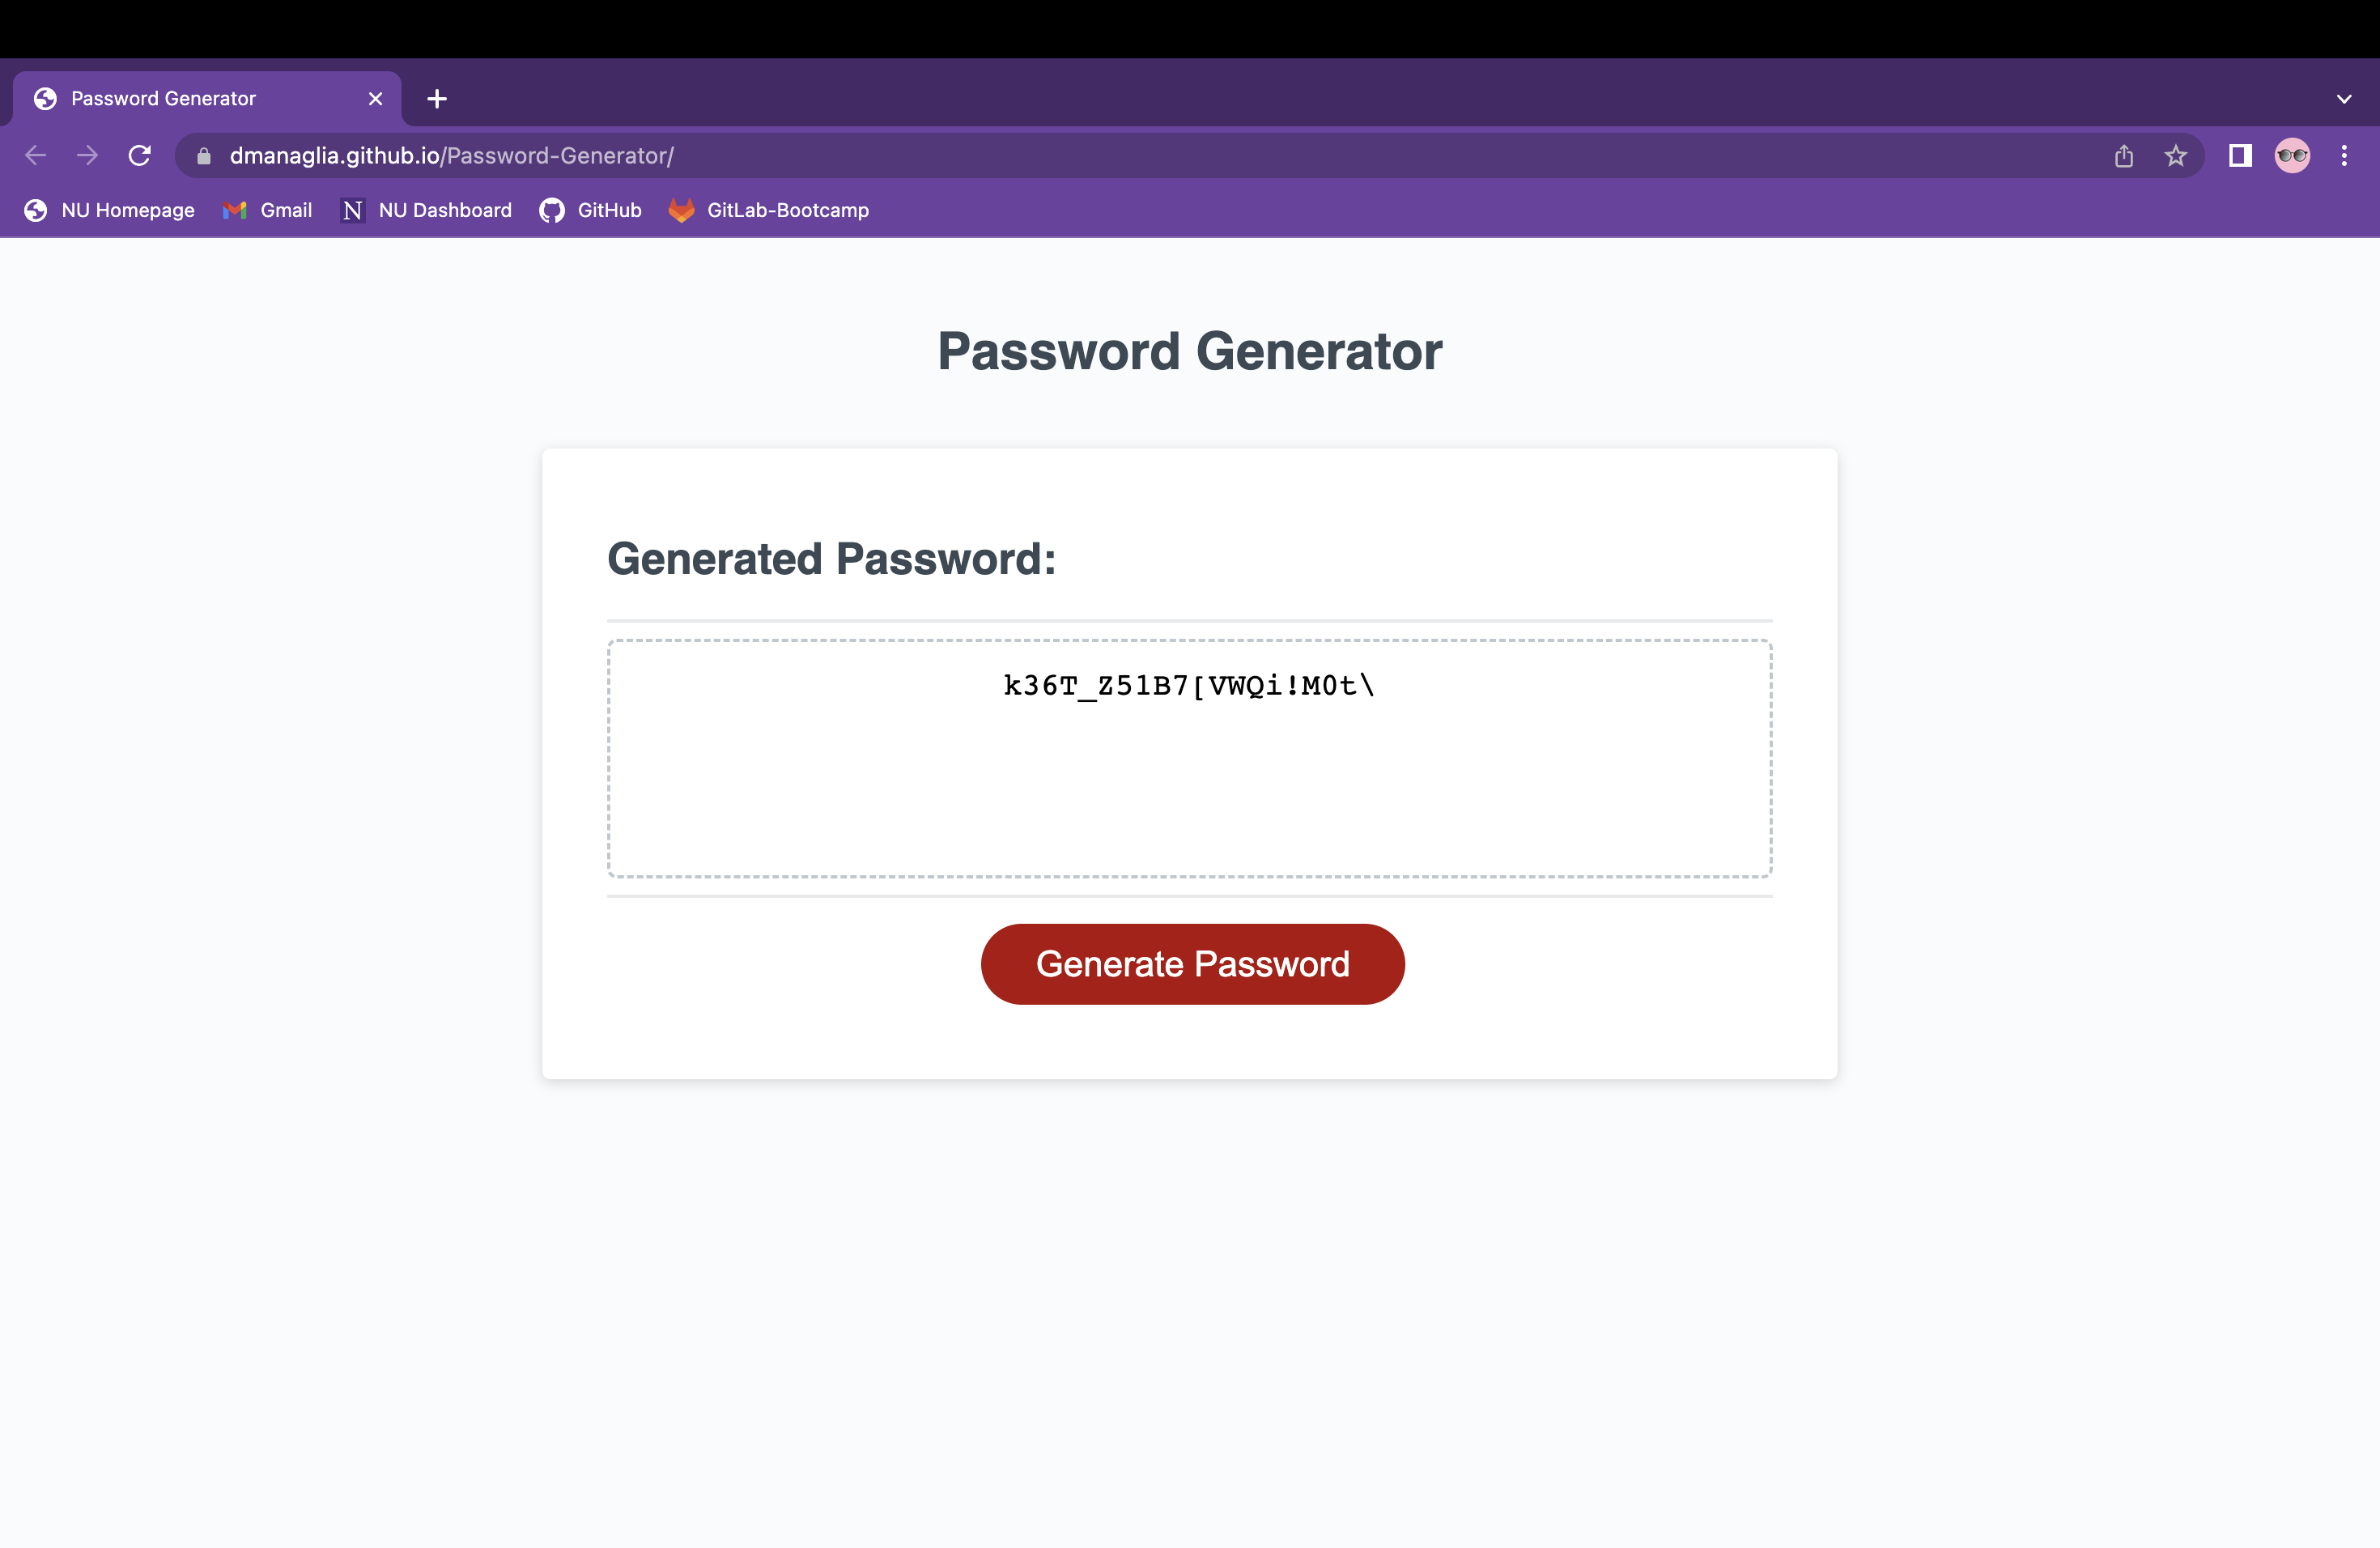 Password Generator
dmanaglia.github.io/Password-Generator/
NU Homepage Gmail N NU Dashboard GitHub GitLab-Bootcamp
Password Generator
Generated Password:
k36T_Z51B7[VWQi!M0t\
Generate Password